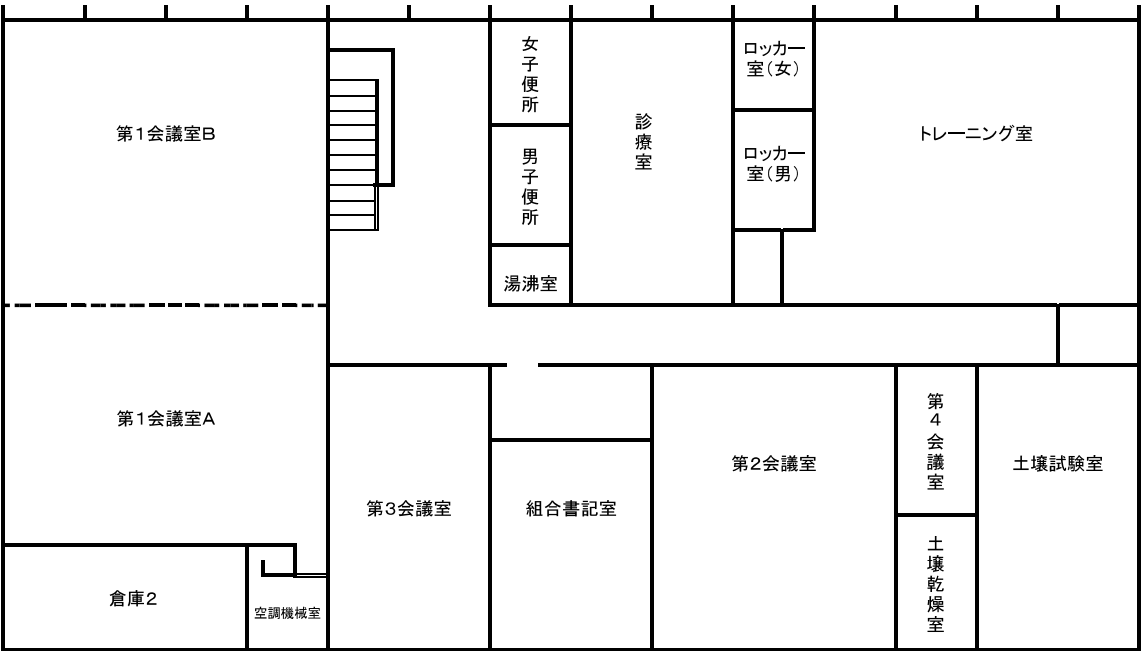 女子便所
ロッカー
室(女)
第1会議室B
診療室
トレーニング室
男子便所
ロッカー
室(男)
湯沸室
第1会議室A
第4会議室
第2会議室
土壌試験室
第3会議室
組合書記室
土壌乾燥室
倉庫2
空調機械室